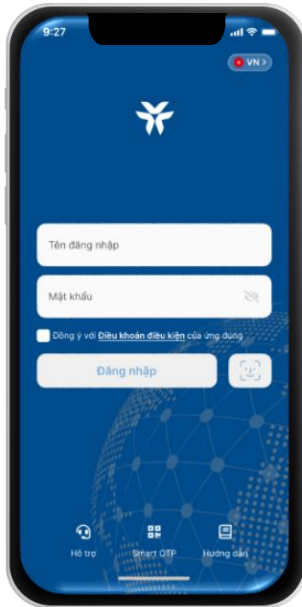 9:27
VN >
Tên đăng nhập
Mật khẩu
Đồng ý với Điều khoản điều kiện của ứng dụng
Đăng nhập
Hỗ trợ
Smart OTP
Hướng dẫn